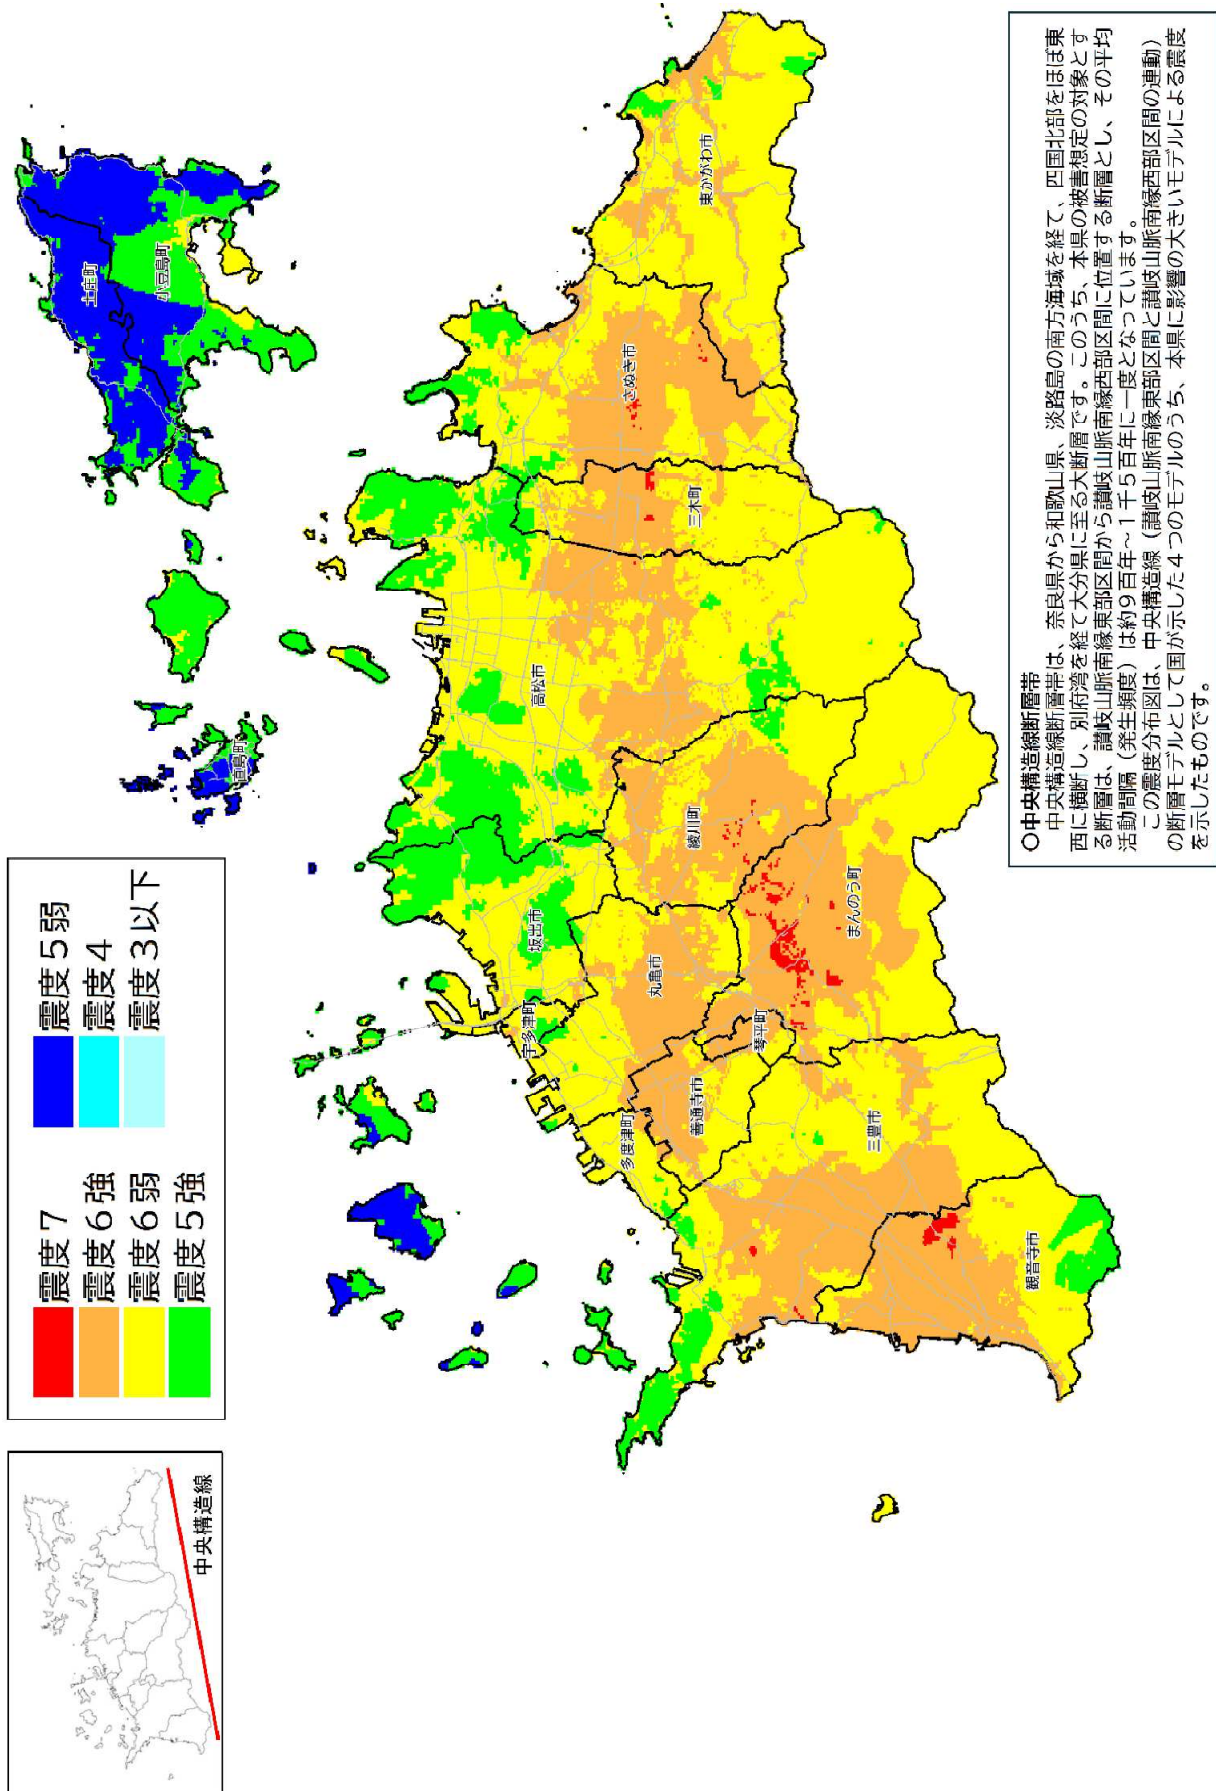 中央構造線
震度7
震度6強
震度6弱
震度5強
震度5弱
震度4
震度3以下
土庄町
小豆島町
直島町
高松市
さぬき市
東かがわ市
三木町
坂出市
宇多津町
綾川町
丸亀市
多度津町
善通寺市
琴平町
まんのう町
三豊市
観音寺市
○中央構造線断層帯
中央構造線断層帯は、奈良県から和歌山県、淡路島の南方海域を経て、四国北部をほぼ東
西に横断し、別府湾を経て大分県に至る大断層です。このうち、本県の被害想定の対象とす
る断層は、讃岐山脈南縁東部区間から讃岐山脈南縁西部区間に位置する断層とし、その平均
活動間隔（発生頻度）は約９百年～１千５百年に一度となっています。
この震度分布図は、中央構造線（讃岐山脈南縁東部区間と讃岐山脈南縁西部区間の連動）
の断層モデルとして国が示した４つのモデルのうち、本県に影響の大きいモデルによる震度
を示したものです。